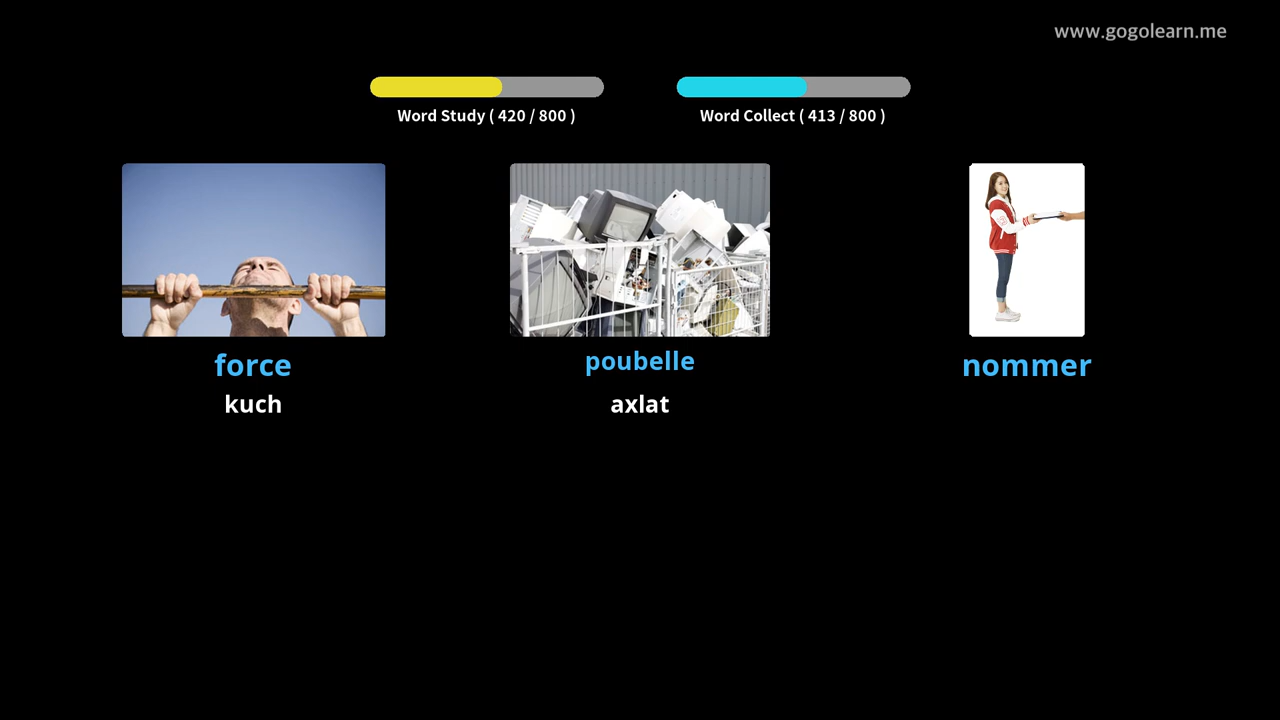 www.gogolearn.me
Word Study ( 420 / 800 )
Word Collect ( 413 / 800 )
force
poubelle
nommer
kuch
axlat